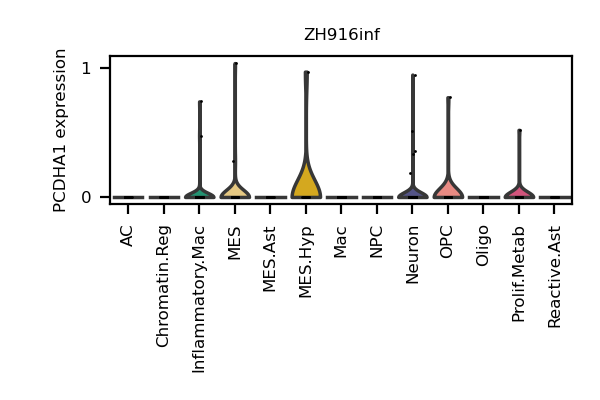 ZH916inf
PCDHA1 expression
1
0
AC
Chromatin.Reg
Inflammatory.Mac
MES
MES.Ast
MES.Hyp
Mac
NPC
Neuron
OPC
Oligo
Prolif.Metab
Reactive.Ast